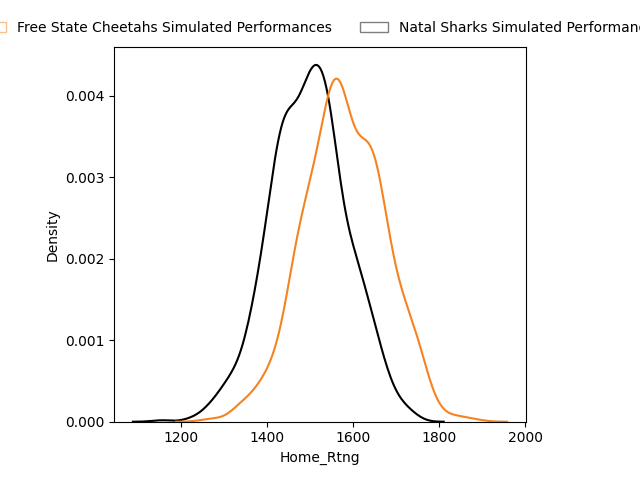 Free State Cheetahs Simulated Performances
Natal Sharks Simulated
0.004
0.003
0.002
0.001
0.000
Density
1200 1400 1600 1800 2000
Home_Rtng